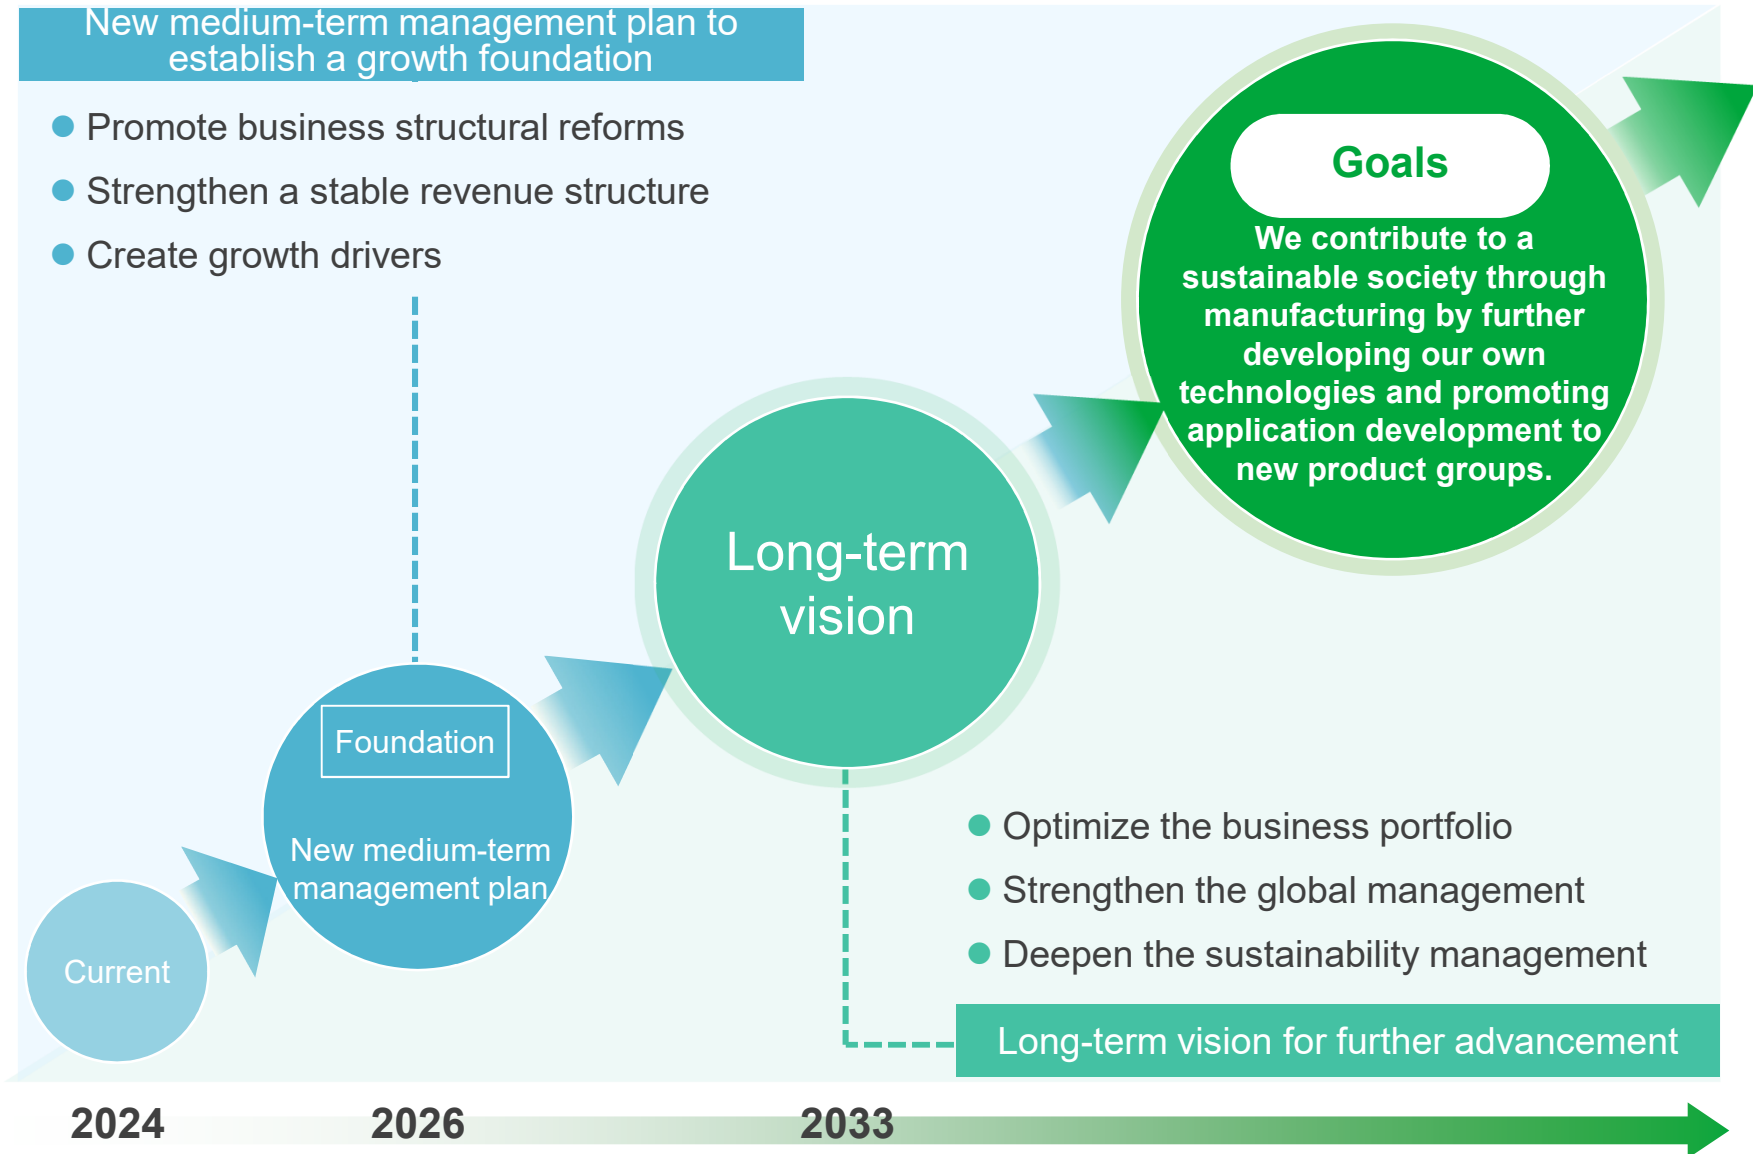 New medium-term management plan to
establish a growth foundation
Promote business structural reforms
Strengthen a stable revenue structure
Create growth drivers
Goals
We contribute to a
sustainable society through
manufacturing by further
developing our own
technologies and promoting
application development to
new product groups.
Long-term
vision
Foundation
New medium-term
management plan
Current
Optimize the business portfolio
Strengthen the global management
Deepen the sustainability management
Long-term vision for further advancement
2024
2026
2033